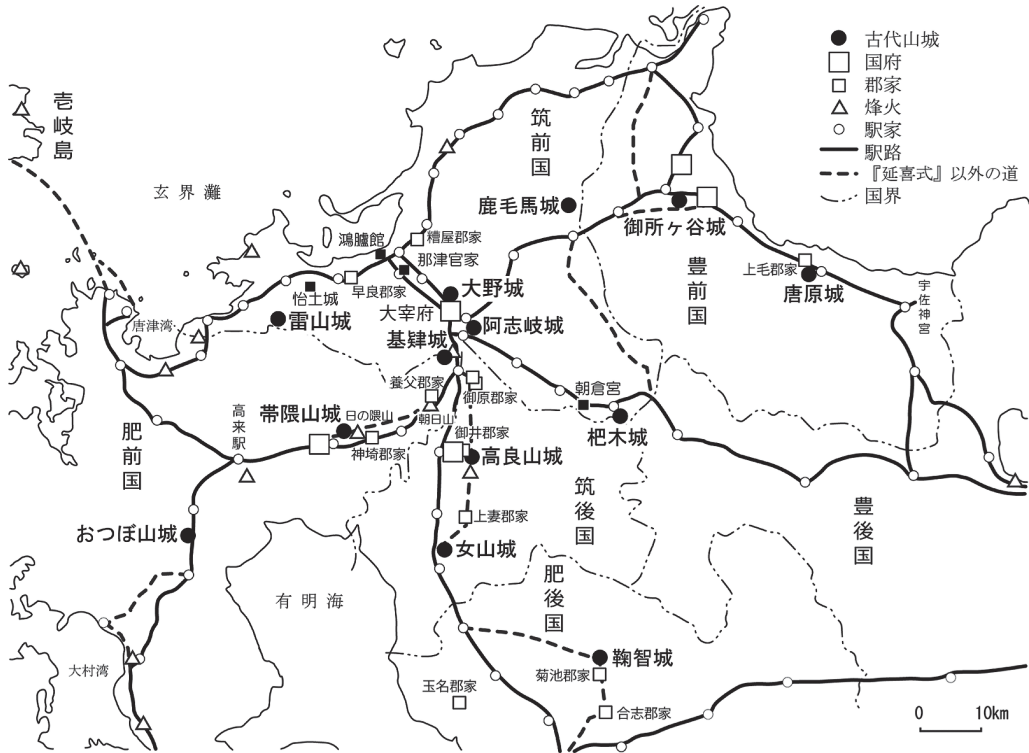 古代山城
国府
郡家
烽火
駅家
駅路
『延喜式』以外の道
国界
壱岐島
玄界灘
筑前国
鹿毛馬城
御所ヶ谷城
鴻臚館
糟屋郡家
那津官家
豊前国
上毛郡家
唐原城
宇佐神宮
怡土城
早良郡家
大野城
唐津湾
雷山城
大宰府
阿志岐城
基肄城
養父郡家
御原郡家
朝倉宮
杷木城
肥前国
高来駅
帯隈山城
日の隈山
朝日山
神埼郡家
御井郡家
高良山城
筑後国
豊後国
上妻郡家
おつぼ山城
女山城
肥後国
有明海
大村湾
鞠智城
菊池郡家
玉名郡家
合志郡家
0 10km